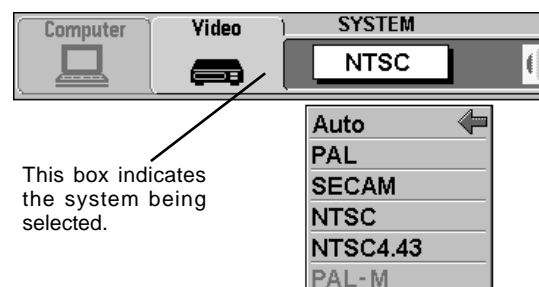 Computer
Video
SYSTEM
NTSC
Auto
PAL
SECAM
NTSC
NTSC4.43
PAL-M
This box indicates
the system being
selected.